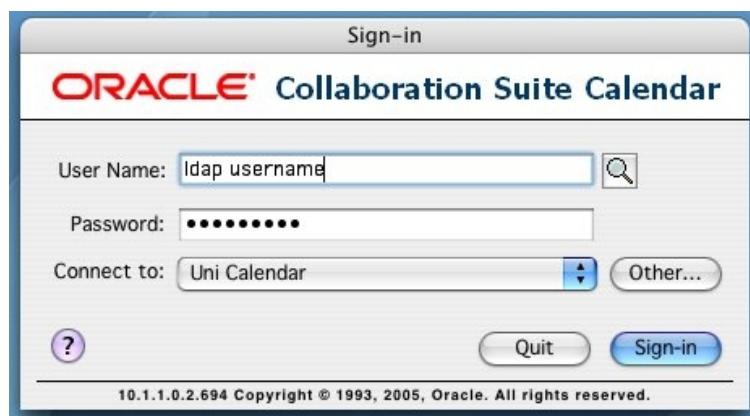 Sign-in
ORACLE Collaboration Suite Calendar
User Name: ldap username
Password: •••••••••
Connect to: Uni Calendar Other...
? Quit Sign-in
10.1.1.0.2.694 Copyright © 1993, 2005, Oracle. All rights reserved.